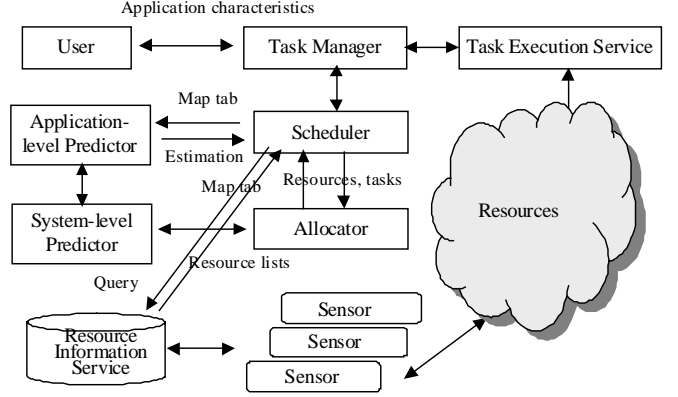 Application characteristics
User
Task Manager
Task Execution Service
Map tab
Application-
level Predictor
Scheduler
Estimation
Map tab
Resources, tasks
System-level
Predictor
Allocator
Resources
Query
Resource lists
Sensor
Sensor
Sensor
Resource
Information
Service